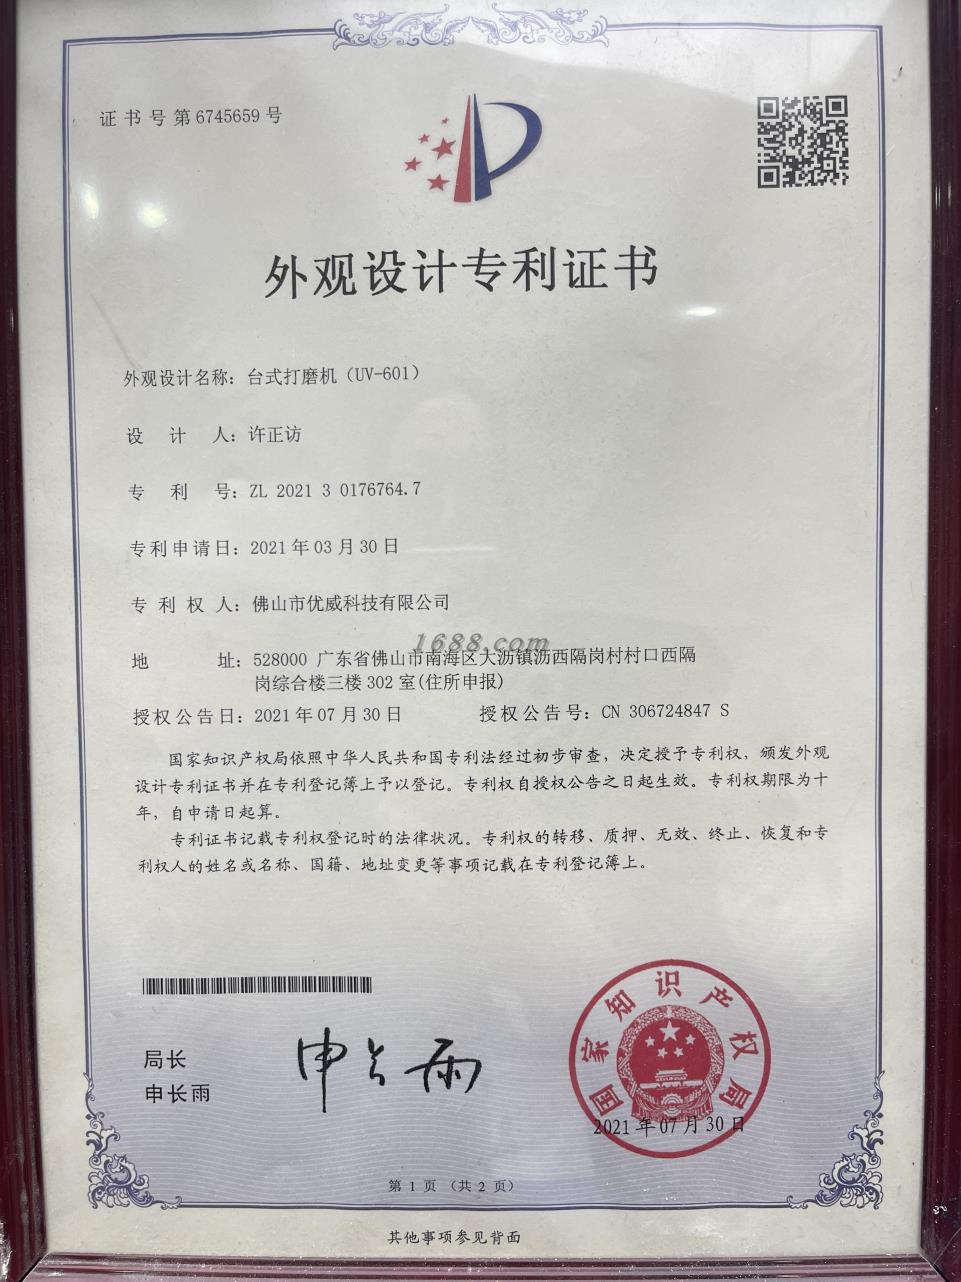 证书号第6745659号
外观设计专利证书
外观设计名称：台式打磨机（UV-601）
设计人：许正访
专利号：ZL 2021 3 0176764.7
专利申请日：2021年03月30日
专利权人：佛山市优威科技有限公司
1688.com
地址：528000 广东省佛山市南海区大沥镇沥西隔岗村村口西隔
岗综合楼三楼302室(住所申报)
授权公告日：2021年07月30日 授权公告号：CN 306724847 S
国家知识产权局依照中华人民共和国专利法经过初步审查，决定授予专利权，颁发外观
设计专利证书并在专利登记簿上予以登记。专利权自授权公告之日起生效。专利权期限为十
年，自申请日起算。
专利证书记载专利权登记时的法律状况。专利权的转移、质押、无效、终止、恢复和专
利权人的姓名或名称、国籍、地址变更等事项记载在专利登记簿上。
局长
申长雨
申长雨
国家知识产权局
2021年07月30日
第 1 页 （共 2 页）
其他事项参见背面